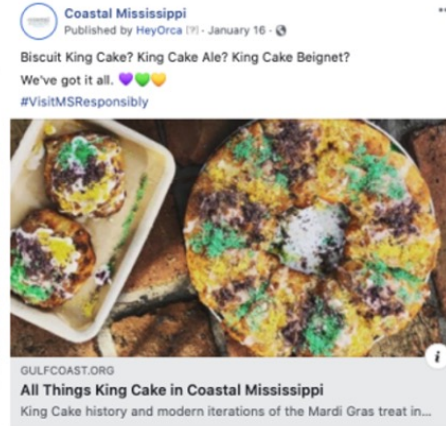 Coastal Mississippi
Published by HeyOrca [?] · January 16 ·
Biscuit King Cake? King Cake Ale? King Cake Beignet?
We've got it all. 💜💚💛
#VisitMSResponsibly
GULFCOAST.ORG
All Things King Cake in Coastal Mississippi
King Cake history and modern iterations of the Mardi Gras treat in...